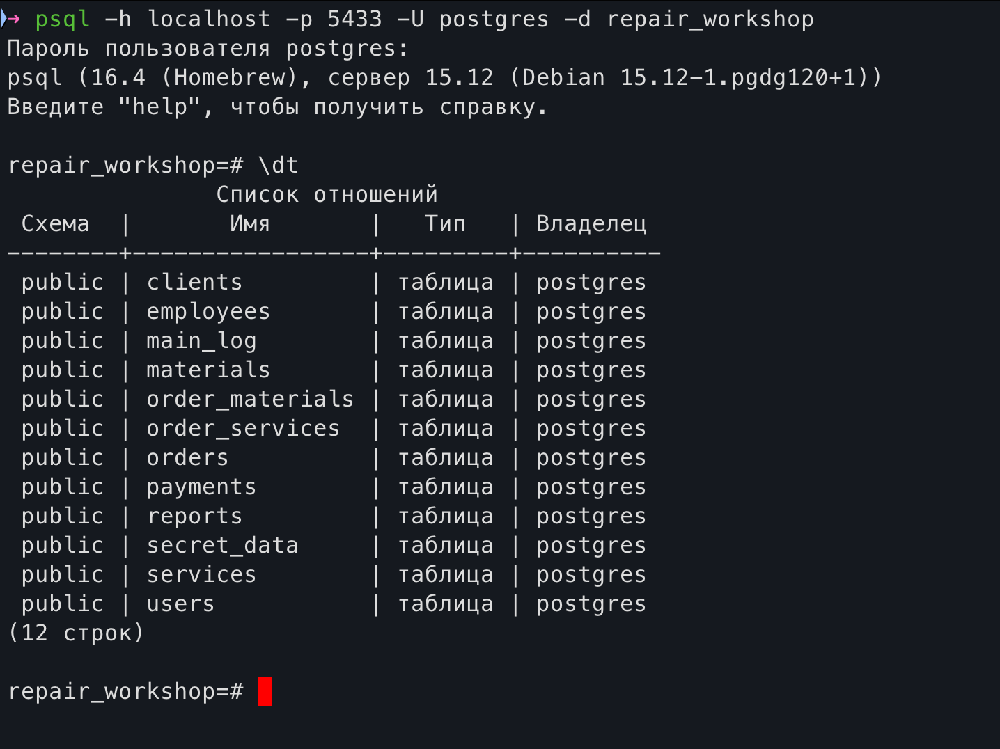 → psql -h localhost -p 5433 -U postgres -d repair_workshop
Пароль пользователя postgres:
psql (16.4 (Homebrew), сервер 15.12 (Debian 15.12-1.pgdg120+1))
Введите "help", чтобы получить справку.

repair_workshop=# \dt
               Список отношений
 Схема  |       Имя       |   Тип   | Владелец
--------+-----------------+---------+----------
 public | clients         | таблица | postgres
 public | employees       | таблица | postgres
 public | main_log        | таблица | postgres
 public | materials       | таблица | postgres
 public | order_materials | таблица | postgres
 public | order_services  | таблица | postgres
 public | orders          | таблица | postgres
 public | payments        | таблица | postgres
 public | reports         | таблица | postgres
 public | secret_data     | таблица | postgres
 public | services        | таблица | postgres
 public | users           | таблица | postgres
(12 строк)

repair_workshop=#